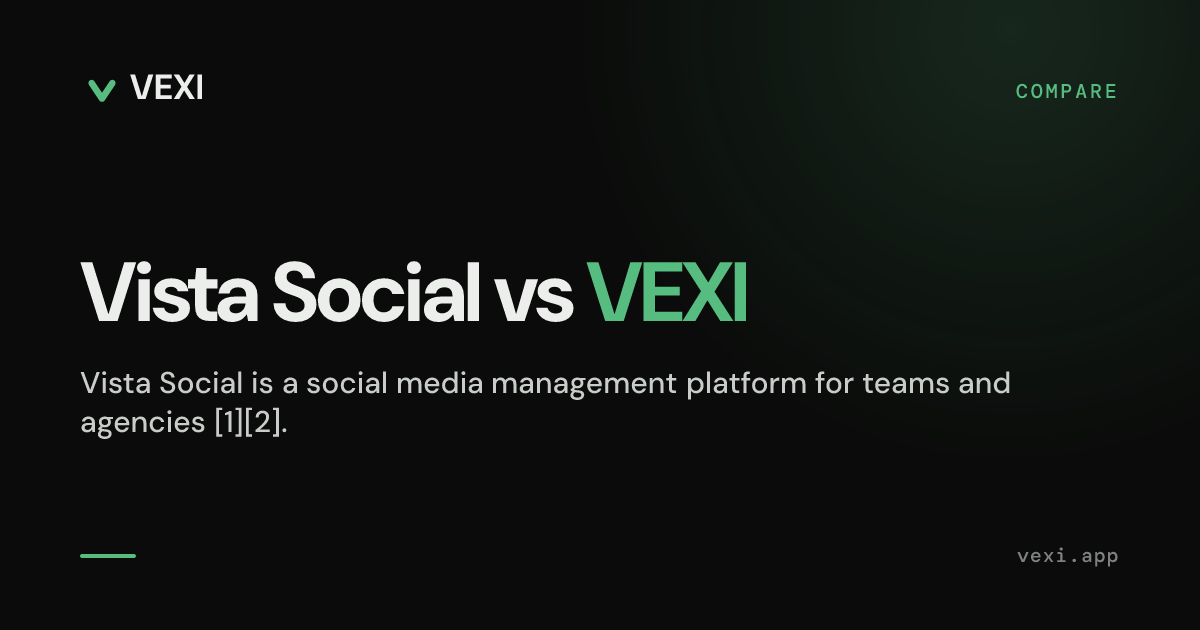 VEXI
COMPARE
Vista Social vs VEXI
Vista Social is a social media management platform for teams and
agencies [1][2].
vexi.app